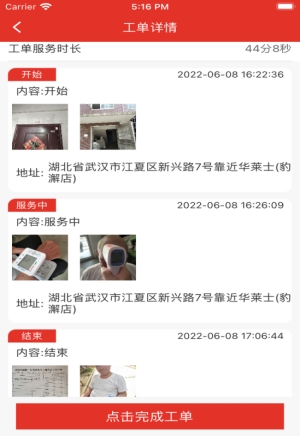 Carrier
5:16 PM
工单详情
工单服务时长
44分8秒
开始
2022-06-08 16:22:36
内容:开始
地址: 湖北省武汉市江夏区新兴路7号靠近华莱士(豹
澥店)
服务中
2022-06-08 16:26:09
内容:服务中
地址: 湖北省武汉市江夏区新兴路7号靠近华莱士(豹
澥店)
结束
2022-06-08 17:06:44
内容:结束
点击完成工单